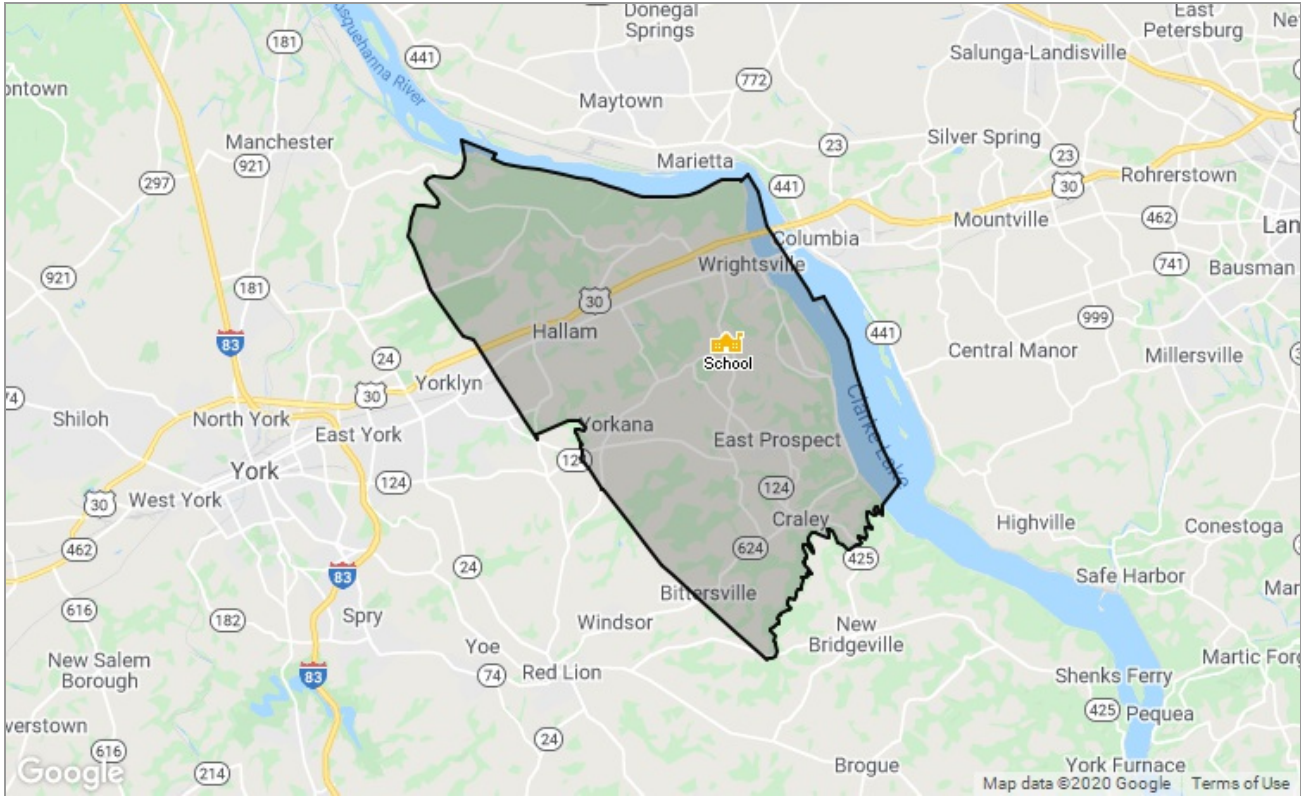 Donegal
Springs
East
Petersburg
181
441
Salunga-Landisville
772
Susquehanna River
ontown
Maytown
Manchester
921
23
Silver Spring
23
Marietta
297
441
30
Rohrerstown
Mountville
462
Columbia
Lan
Wrightsville
741
Bausman
921
181
30
999
Hallam
441
83
School
Central Manor
Millersville
24
Yorklyn
30
74
Shiloh
North York
East York
Yorkana
Clarke Lake
East Prospect
York
124
124
West York
30
124
Craley
Highville
Conestoga
462
624
425
24
83
Safe Harbor
616
Bittersville
Mar
182
Spry
Windsor
New
Bridgeville
Yoe
New Salem
Borough
83
74
Red Lion
Martic Forg
Shenks Ferry
425
Pequea
verstown
616
24
214
Brogue
York Furnace
Google
Map data ©2020 Google
Terms of Use